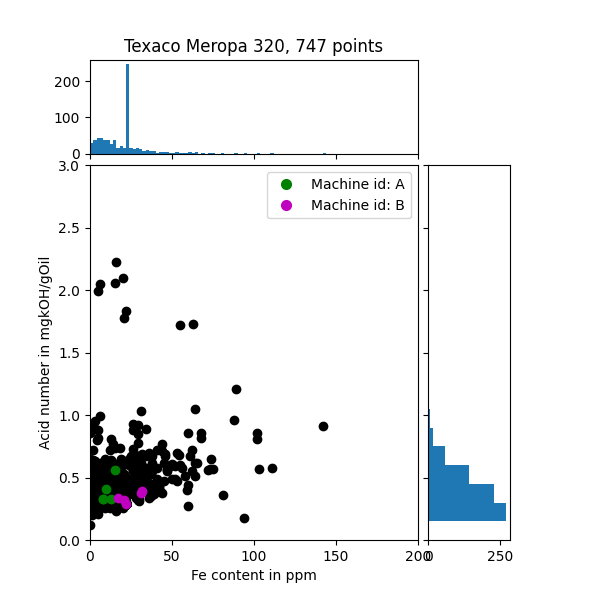 Texaco Meropa 320, 747 points
200
100
0
3.0
2.5
2.0
1.5
1.0
0.5
0.0
Acid number in mgkOH/gOil
Machine id: A
Machine id: B
0 50 100 150 200
0 250
Fe content in ppm